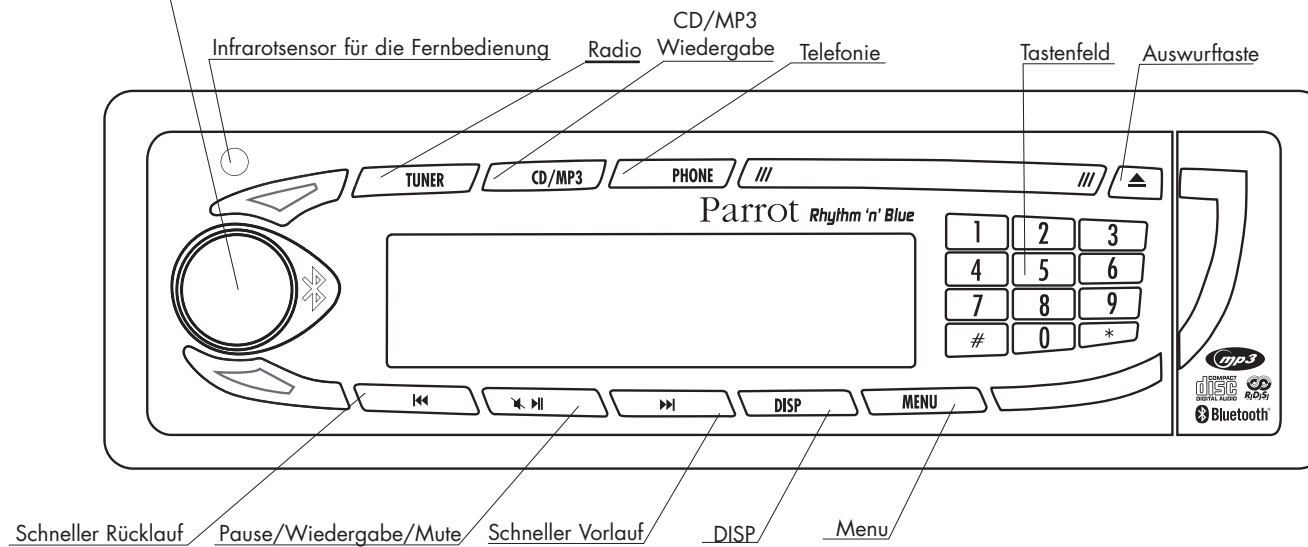 CD/MP3
Wiedergabe
Infrarotsensor für die Fernbedienung
Radio
Telefonie
Tastenfeld
Auswurftaste
TUNER
CD/MP3
PHONE
Parrot Rhythm 'n' Blue
1 2 3
4 5 6
7 8 9
# 0 *
mp3
COMPACT
disc
DIGITAL AUDIO
R.D.S
Bluetooth
DISP
MENU
Schneller Rücklauf
Pause/Wiedergabe/Mute
Schneller Vorlauf
DISP
Menu